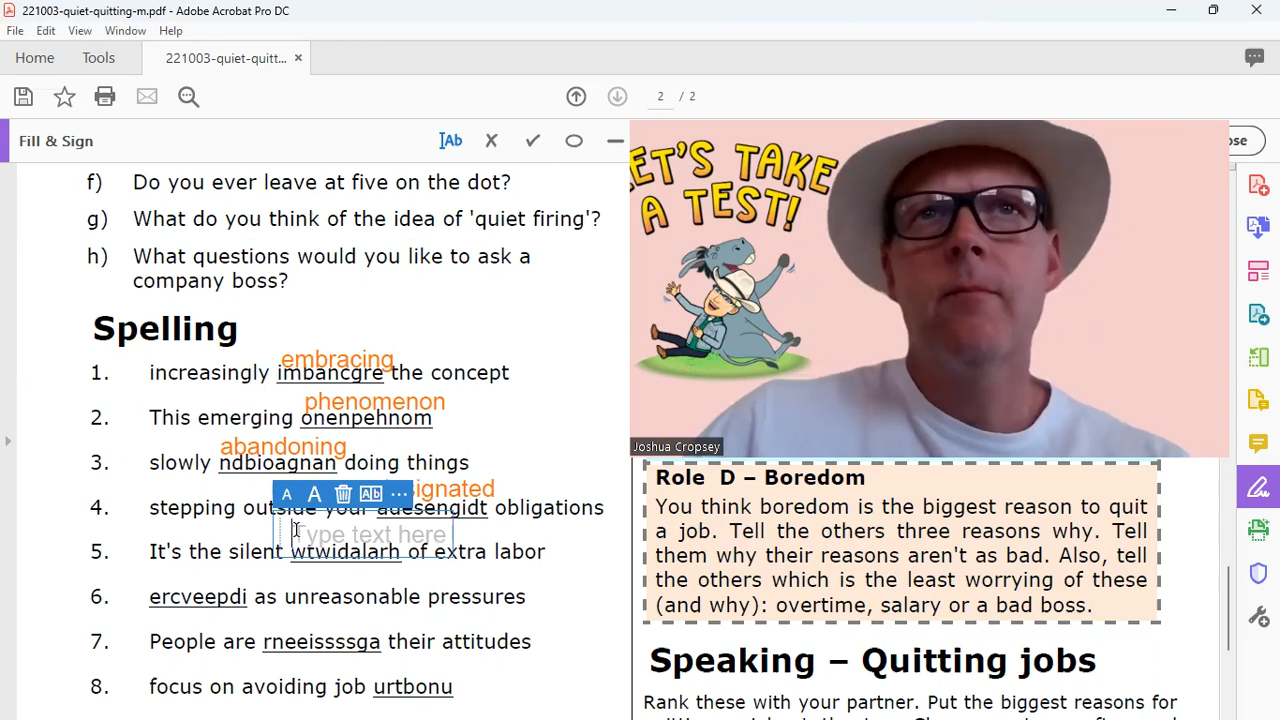 221003-quiet-quitting-m.pdf - Adobe Acrobat Pro DC
File Edit View Window Help
Home Tools 221003-quiet-quitt... ×
2 / 2
Fill & Sign
Ab
f) Do you ever leave at five on the dot?
g) What do you think of the idea of 'quiet firing'?
h) What questions would you like to ask a
company boss?
Spelling
embracing
1. increasingly imbancgre the concept
phenomenon
2. This emerging onenpehnom
abandoning
3. slowly ndbioagnan doing things
A A Ab ... signated
4. stepping outside your adesengidt obligations
Type text here
5. It's the silent wtwidalarh of extra labor
6. ercveepdi as unreasonable pressures
7. People are rneeissssga their attitudes
8. focus on avoiding job urtbonu
LET'S TAKE
A TEST!
Joshua Cropsey
Role D – Boredom
You think boredom is the biggest reason to quit
a job. Tell the others three reasons why. Tell
them why their reasons aren't as bad. Also, tell
the others which is the least worrying of these
(and why): overtime, salary or a bad boss.
Speaking – Quitting jobs
Rank these with your partner. Put the biggest reasons for